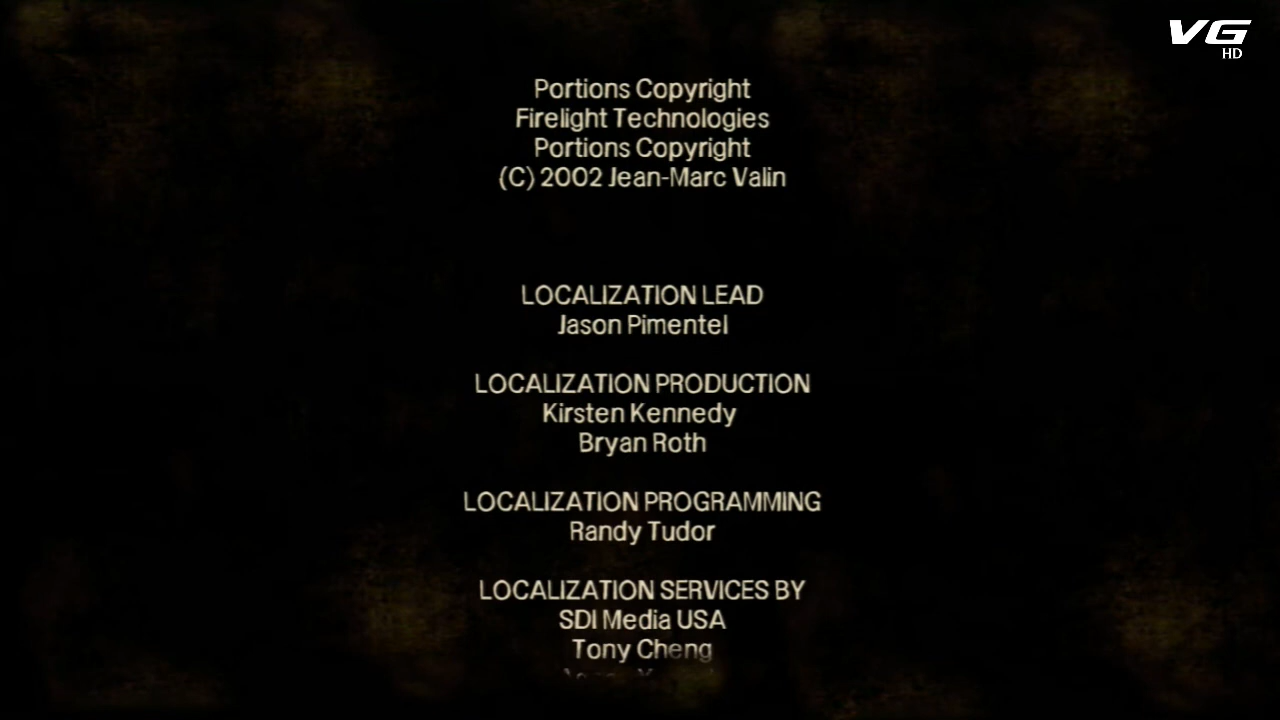 VG
HD
Portions Copyright
Firelight Technologies
Portions Copyright
(C) 2002 Jean-Marc Valin
LOCALIZATION LEAD
Jason Pimentel
LOCALIZATION PRODUCTION
Kirsten Kennedy
Bryan Roth
LOCALIZATION PROGRAMMING
Randy Tudor
LOCALIZATION SERVICES BY
SDI Media USA
Tony Cheng